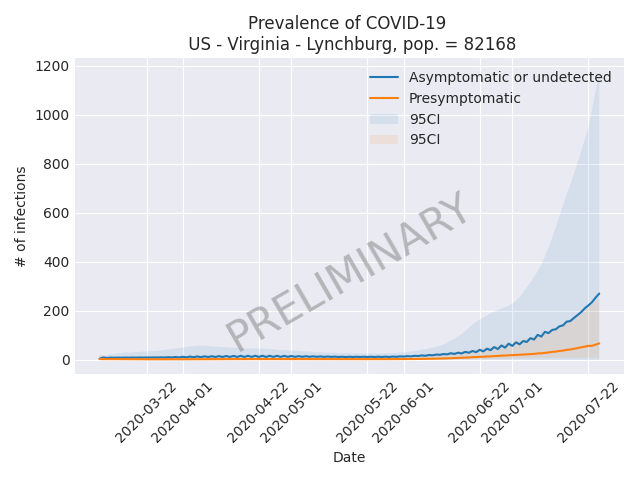 Prevalence of COVID-19
US - Virginia - Lynchburg, pop. = 82168
1200
1000
800
600
400
200
0
# of infections
Asymptomatic or undetected
Presymptomatic
95CI
95CI
PRELIMINARY
2020-03-22
2020-04-01
2020-04-22
2020-05-01
2020-05-22
2020-06-01
2020-06-22
2020-07-01
2020-07-22
Date